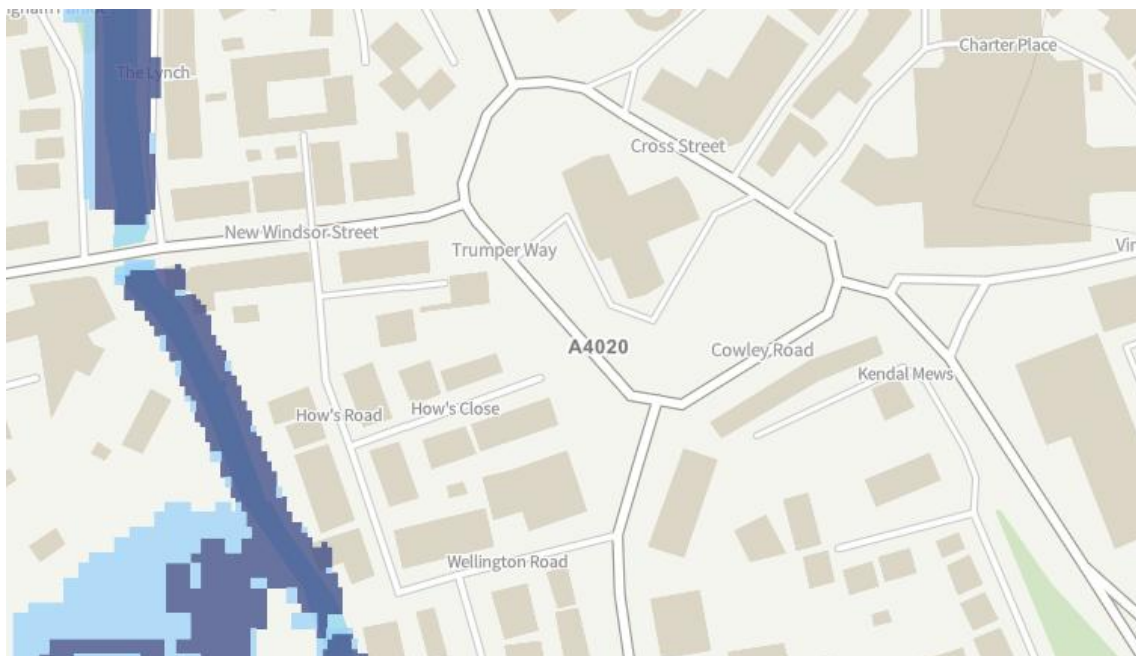 The Lynch
Charter Place
Cross Street
New Windsor Street
Trumper Way
A4020
Cowley Road
Kendal Mews
How's Road
How's Close
Wellington Road